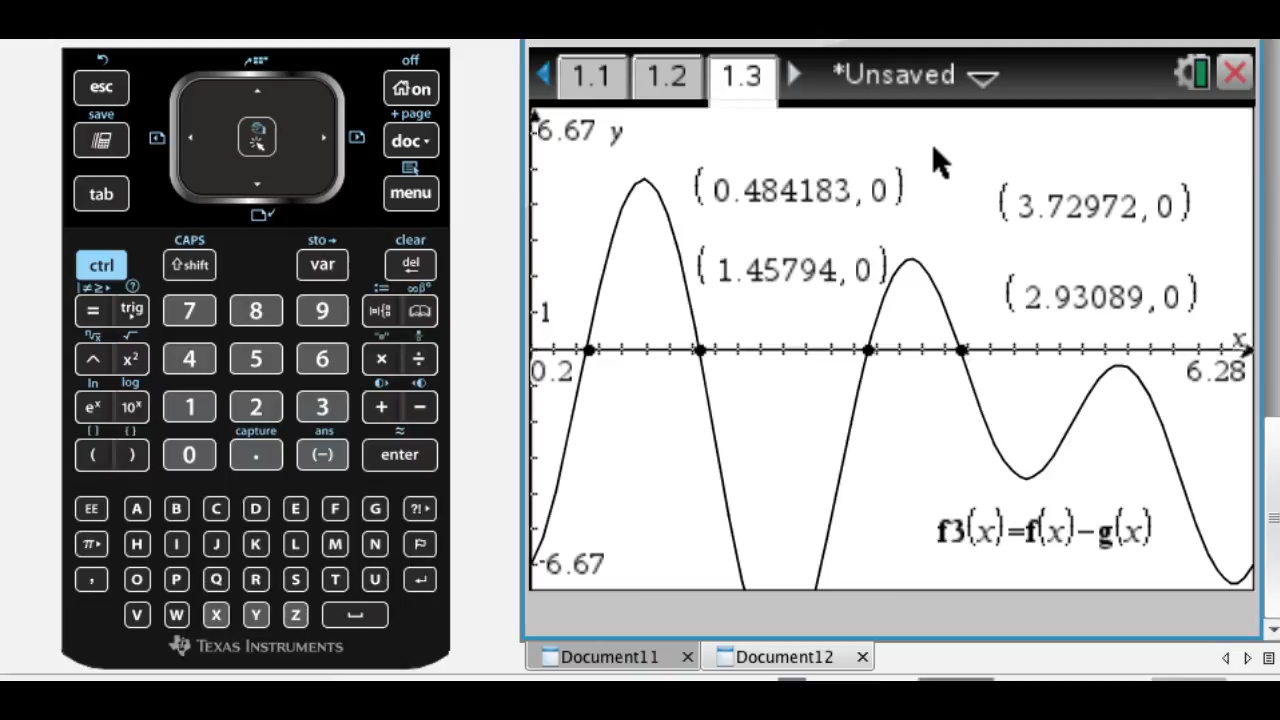 off
esc
on
save
+ page
doc
tab
menu
CAPS
sto→
clear
ctrl
⇧shift
var
del
|≠≥▸
:=
∞β°
= trig 7 8 9
^ x² 4 5 6 × ÷
ln log
eˣ 10ˣ 1 2 3 + −
[ ] { } capture ans ≈
( ) 0 . (−) enter
EE A B C D E F G ?!▸
π▸ H I J K L M N
, O P Q R S T U
V W X Y Z
TEXAS INSTRUMENTS
1.1 1.2 1.3 *Unsaved
6.67 y
(0.484183,0)
(3.72972,0)
(1.45794,0)
(2.93089,0)
1
x
0.2
6.28
f3(x)=f(x)−g(x)
-6.67
Document11 × Document12 ×